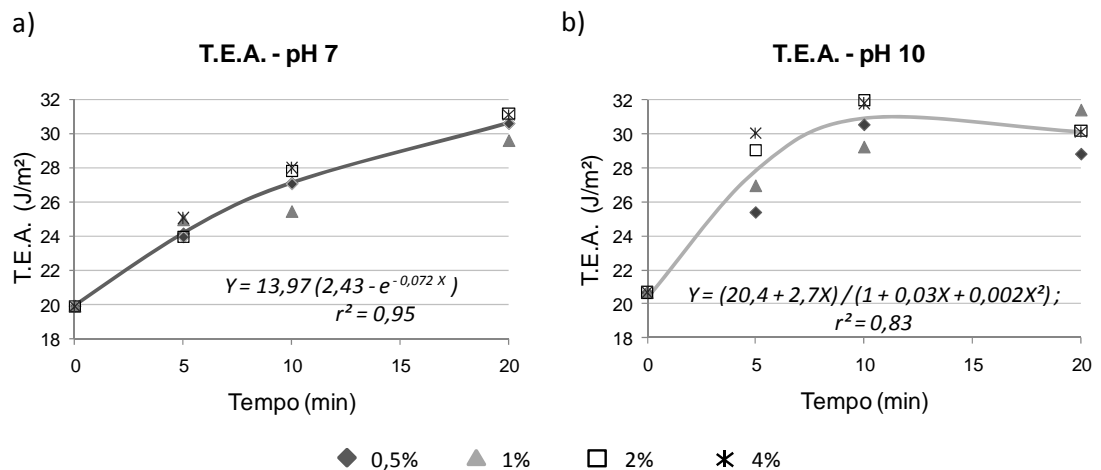 a)
T.E.A. - pH 7
T.E.A. (J/m²)
32
30
28
26
24
22
20
18
Y = 13,97 (2,43 - e^-0,072 X )
r² = 0,95
0 5 10 15 20
Tempo (min)
b)
T.E.A. - pH 10
T.E.A. (J/m²)
32
30
28
26
24
22
20
18
Y = (20,4 + 2,7X) / (1 + 0,03X + 0,002X²) ;
r² = 0,83
0 5 10 15 20
Tempo (min)
0,5% 1% 2% 4%